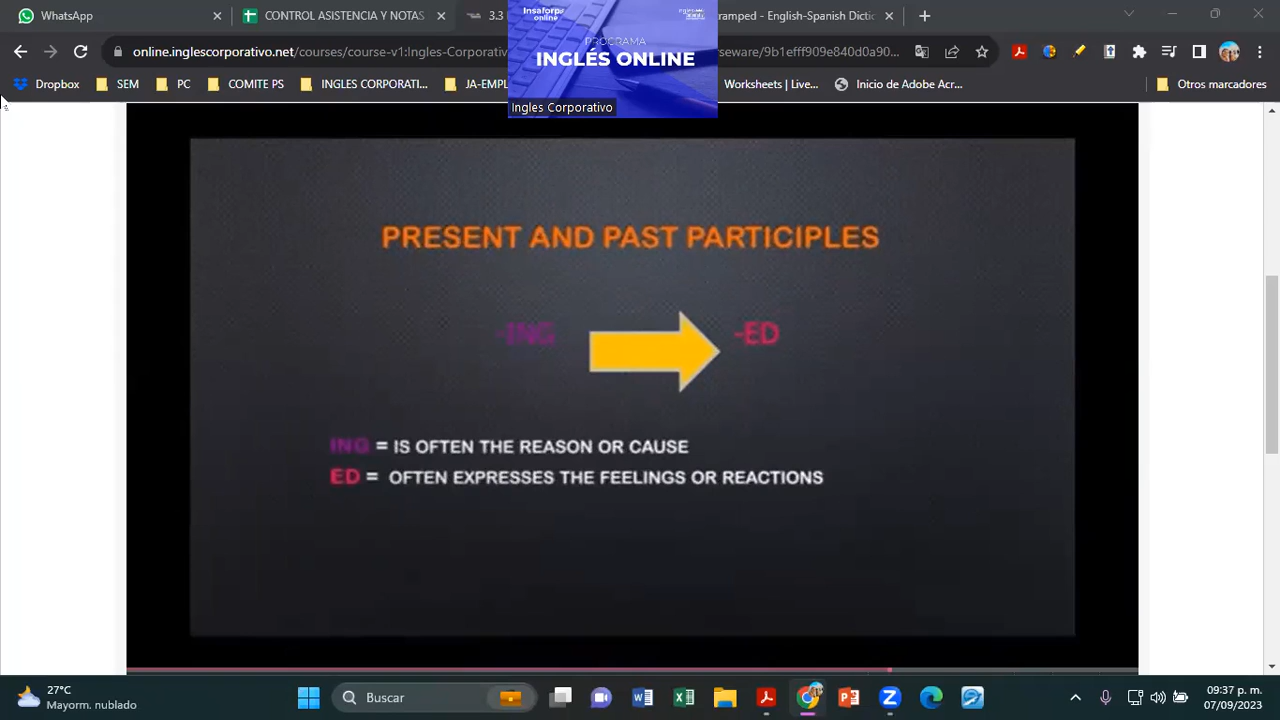 WhatsApp
CONTROL ASISTENCIA Y NOTAS
3.3
ramped - English-Spanish Dictio
Insaforp
online
PROGRAMA
INGLÉS ONLINE
Ingles Corporativo
online.inglescorporativo.net/cour
se-v1:Ingles-Corporativ
seware/9b1efff909e840d0a90...
Dropbox
SEM
PC
COMITE PS
INGLES CORPORATI...
JA-EMPL
Worksheets | Live...
Inicio de Adobe Acr...
Otros marcadores
PRESENT AND PAST PARTICIPLES
-ING
-ED
ING = IS OFTEN THE REASON OR CAUSE
ED = OFTEN EXPRESSES THE FEELINGS OR REACTIONS
27°C
Mayorm. nublado
Buscar
09:37 p. m.
07/09/2023